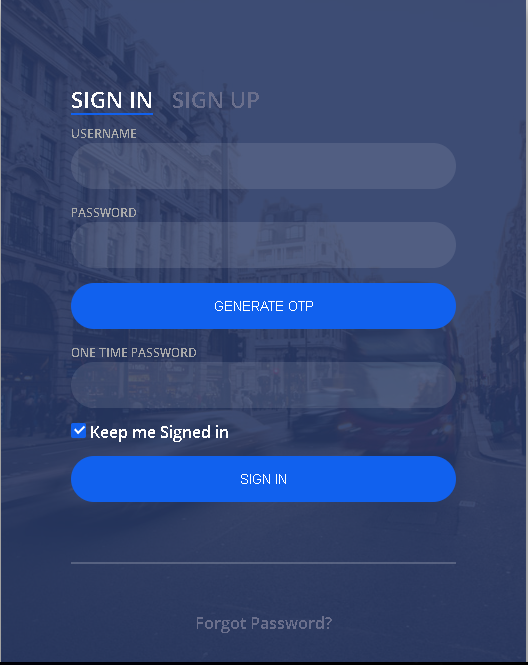 SIGN IN SIGN UP
USERNAME
PASSWORD
GENERATE OTP
ONE TIME PASSWORD
Keep me Signed in
SIGN IN
Forgot Password?